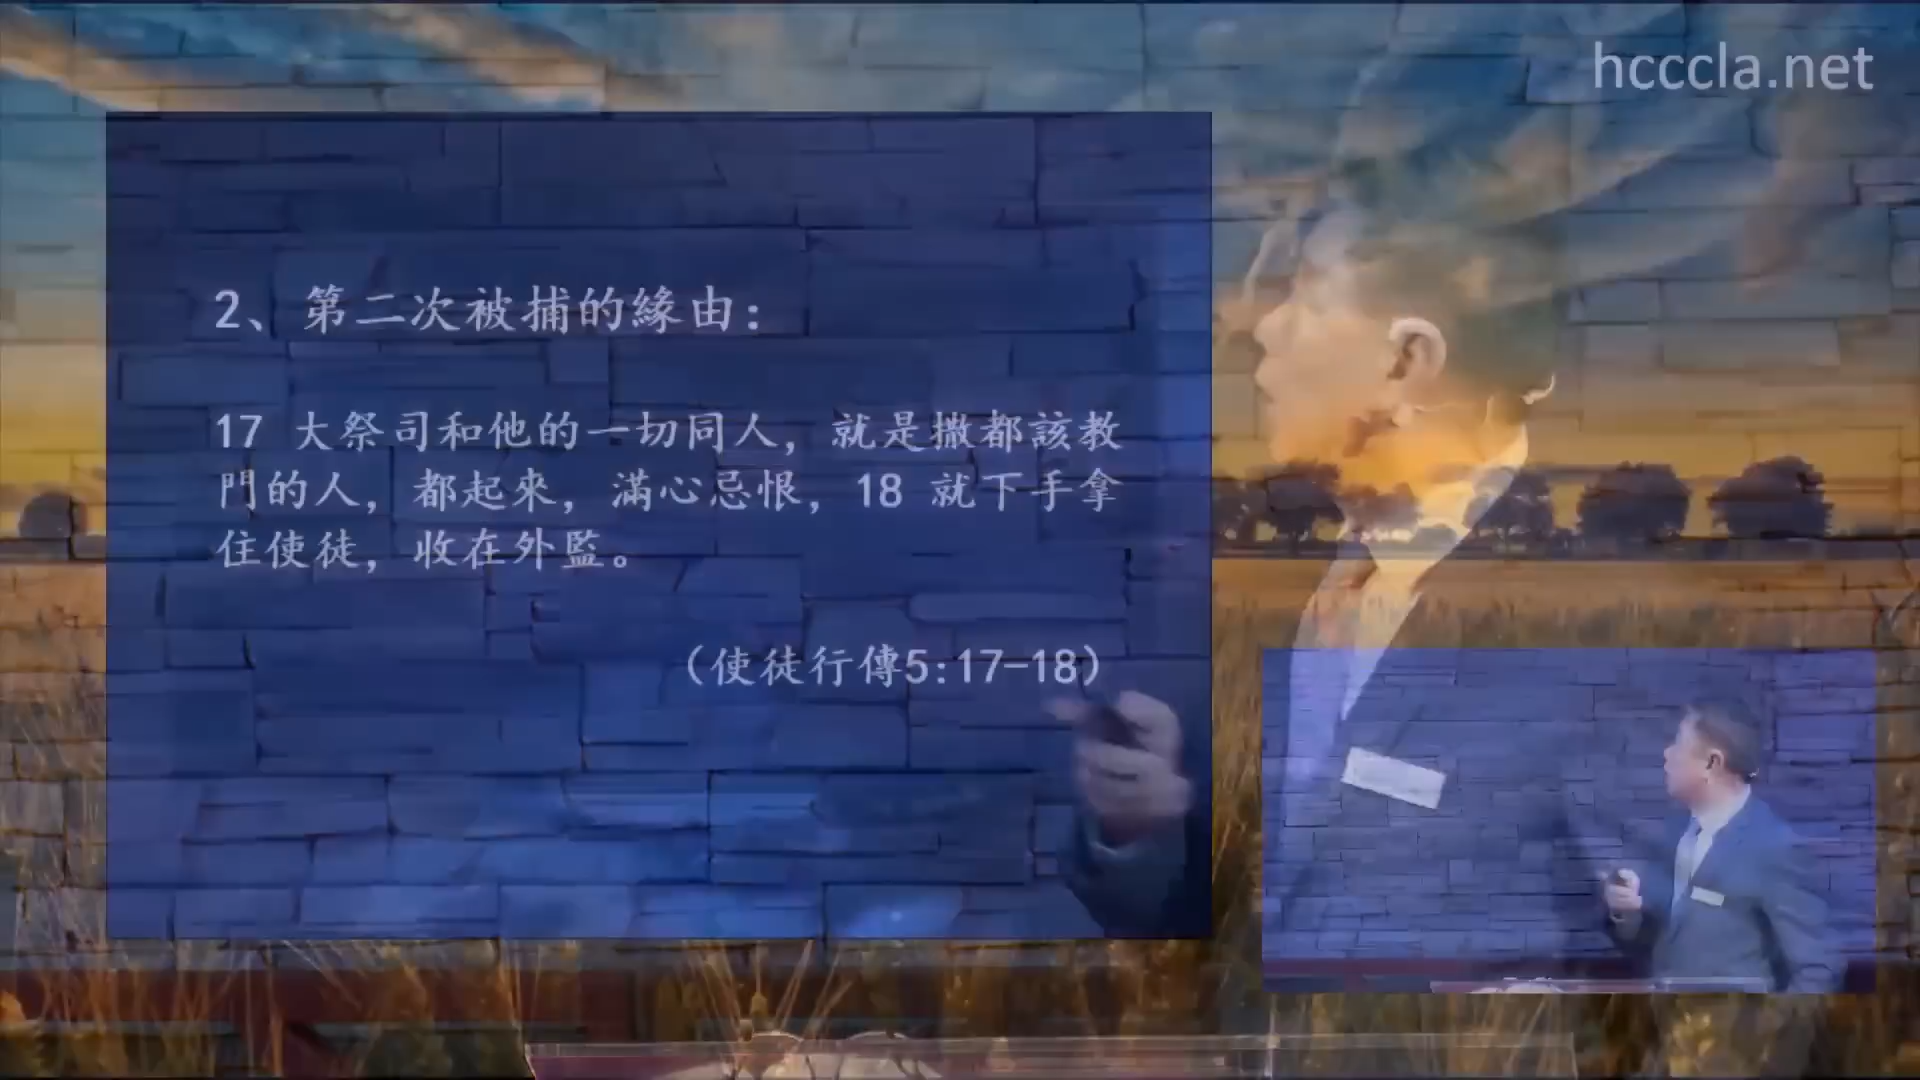 hcccla.net
2、第二次被捕的緣由:
17 大祭司和他的一切同人，就是撒都該教
門的人，都起來，滿心忌恨，18 就下手拿
住使徒，收在外監。
(使徒行傳5:17-18)